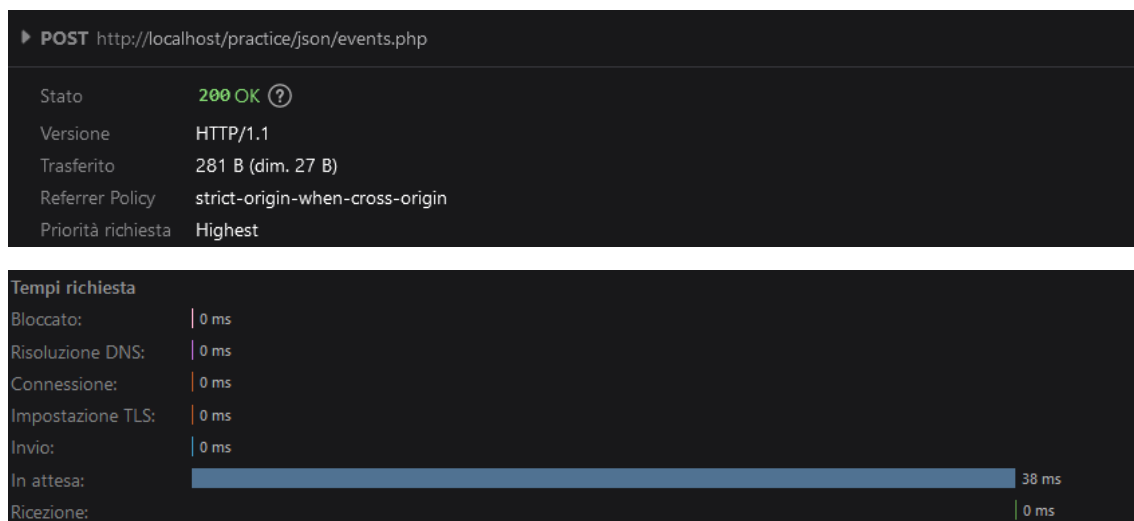 POST http://localhost/practice/json/events.php
Stato 200 OK ?
Versione HTTP/1.1
Trasferito 281 B (dim. 27 B)
Referrer Policy strict-origin-when-cross-origin
Priorità richiesta Highest
Tempi richiesta
Bloccato: 0 ms
Risoluzione DNS: 0 ms
Connessione: 0 ms
Impostazione TLS: 0 ms
Invio: 0 ms
In attesa: 38 ms
Ricezione: 0 ms